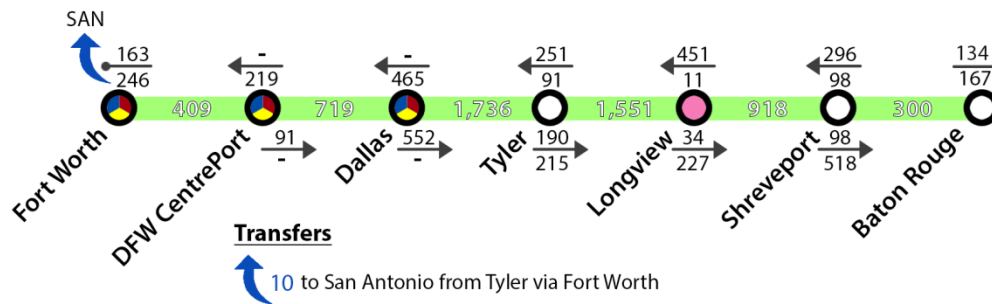 SAN
163 - - 251 451 296 134
246 219 465 91 11 98 167
409 719 1,736 1,551 918 300
91 552 190 34 98
- - 215 227 518
Fort Worth
DFW CentrePort
Dallas
Tyler
Longview
Shreveport
Baton Rouge
Transfers
10 to San Antonio from Tyler via Fort Worth